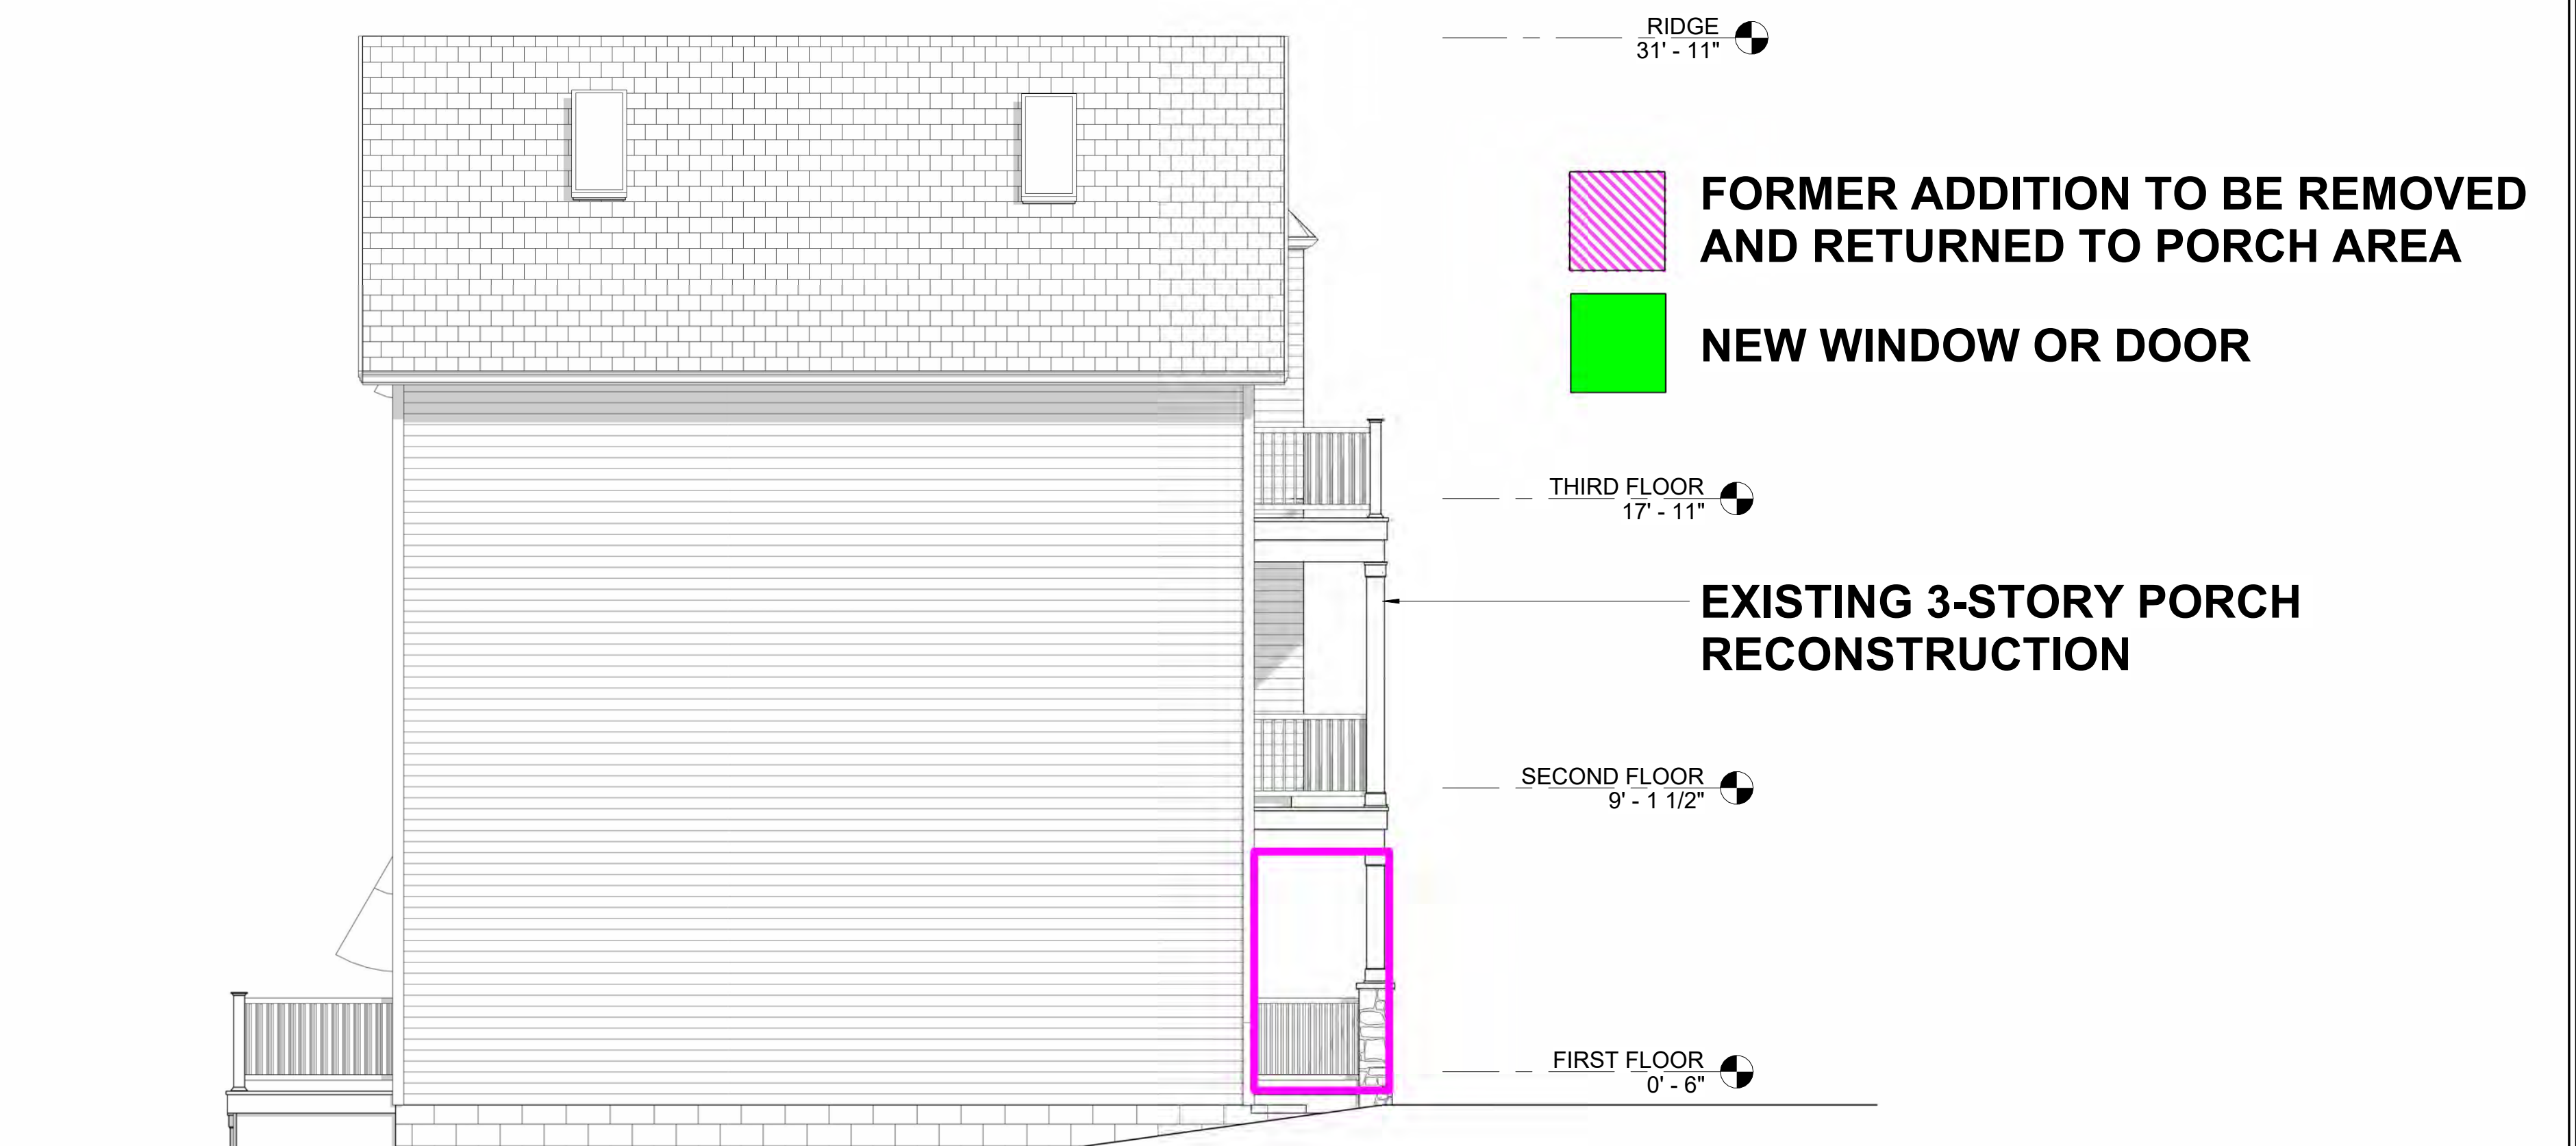 RIDGE
31' - 11"
FORMER ADDITION TO BE REMOVED
AND RETURNED TO PORCH AREA
NEW WINDOW OR DOOR
THIRD FLOOR
17' - 11"
EXISTING 3-STORY PORCH
RECONSTRUCTION
SECOND FLOOR
9' - 1 1/2"
FIRST FLOOR
0' - 6"